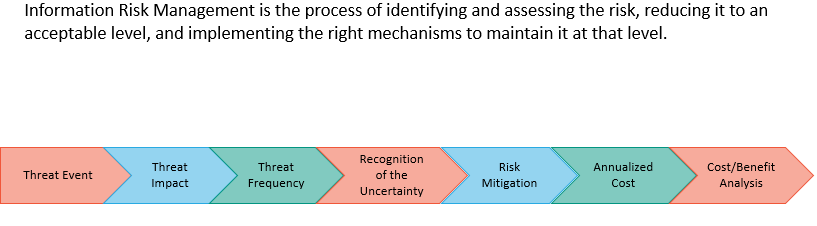 Information Risk Management is the process of identifying and assessing the risk, reducing it to an
acceptable level, and implementing the right mechanisms to maintain it at that level.
Threat Event
Threat
Impact
Threat
Frequency
Recognition
of the
Uncertainty
Risk
Mitigation
Annualized
Cost
Cost/Benefit
Analysis